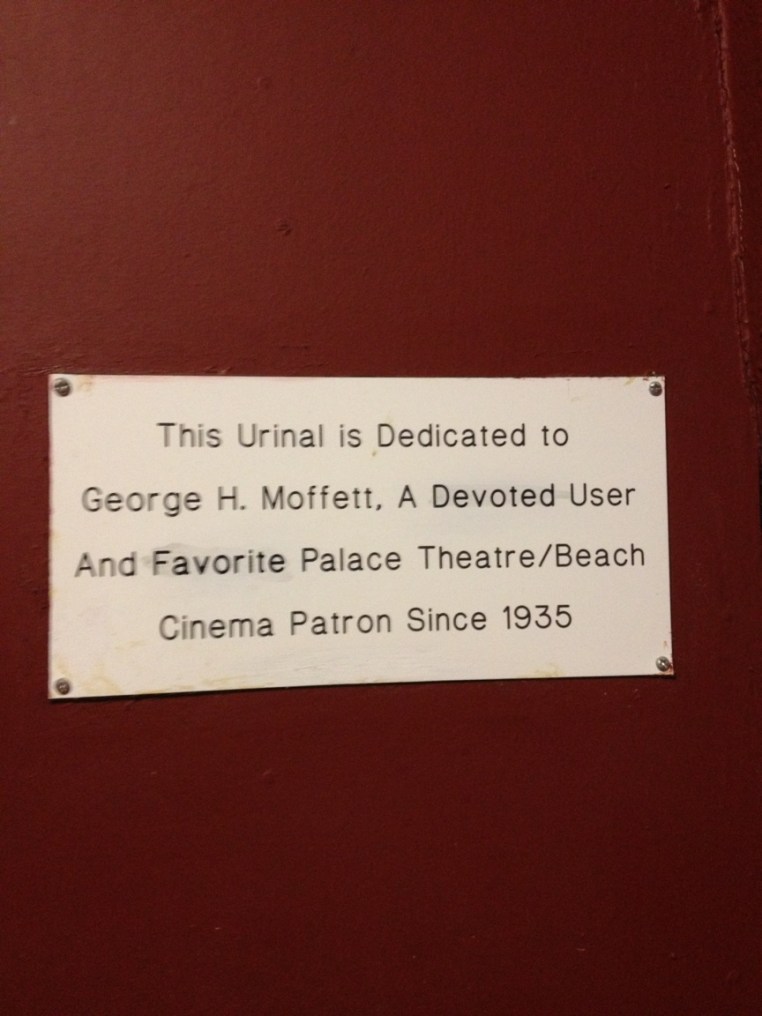 This Urinal is Dedicated to
George H. Moffett, A Devoted User
And Favorite Palace Theatre/Beach
Cinema Patron Since 1935